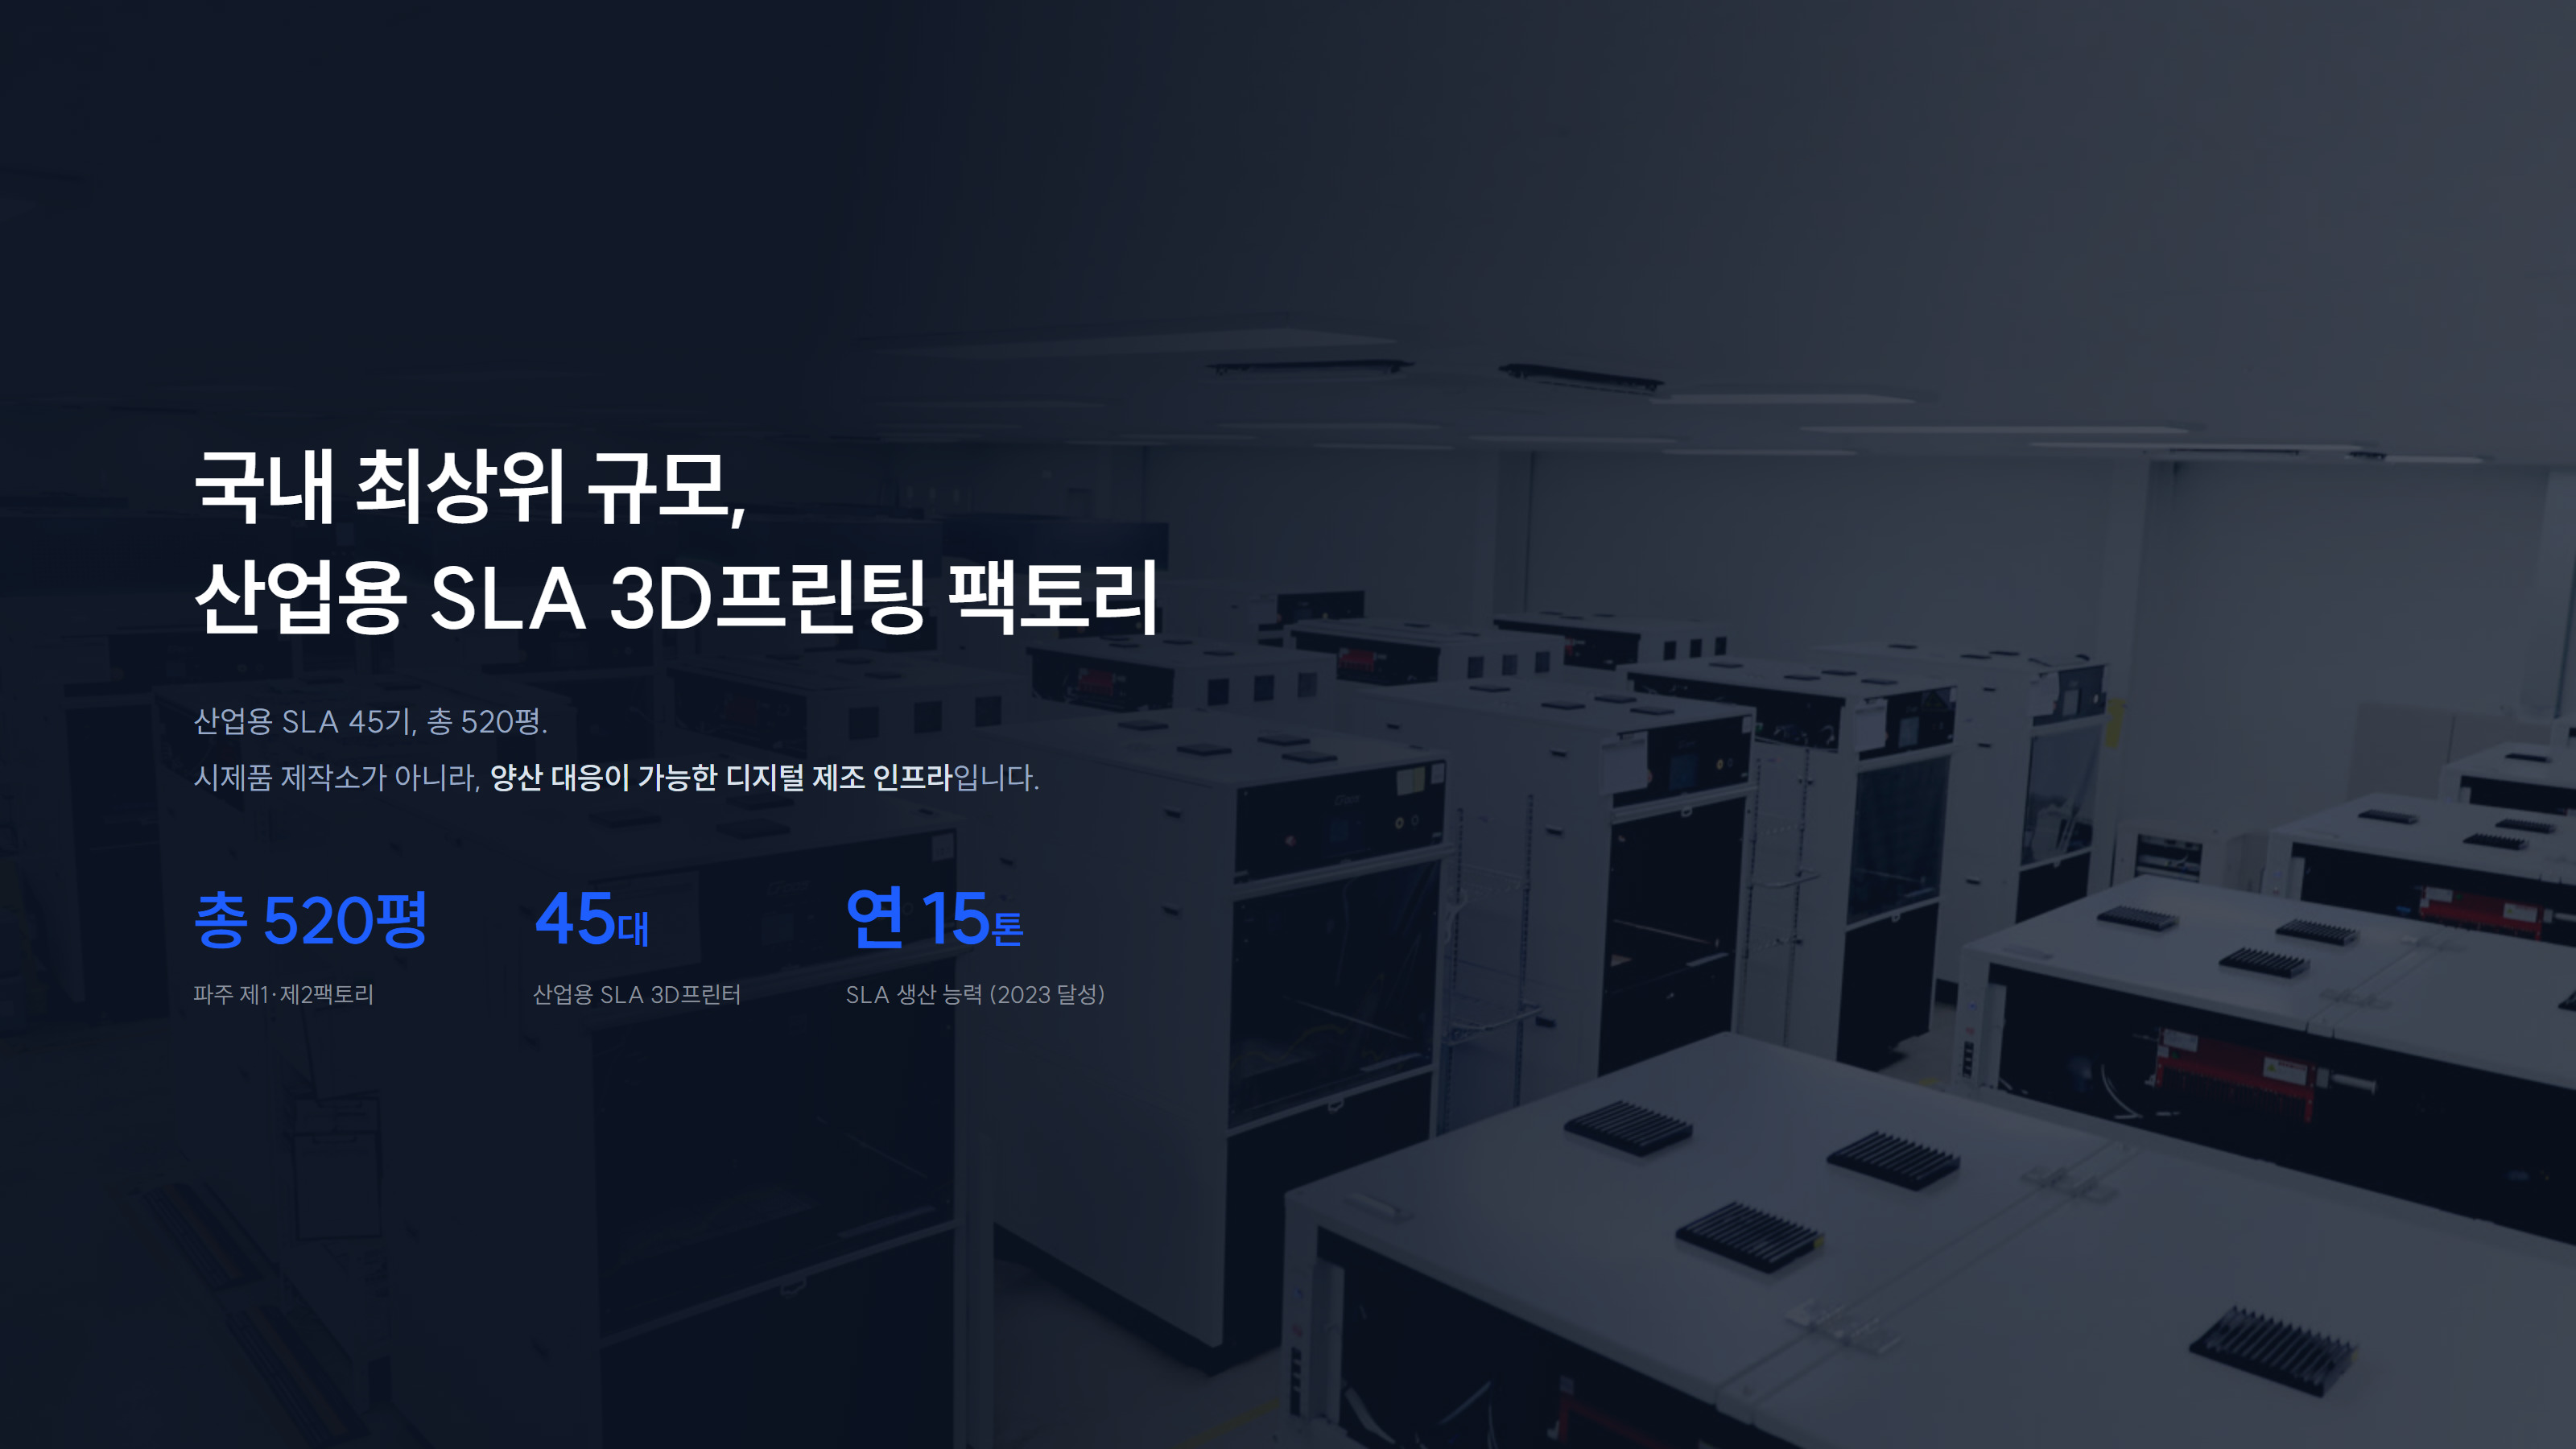 국내 최상위 규모,
산업용 SLA 3D프린팅 팩토리
산업용 SLA 45기, 총 520평.
시제품 제작소가 아니라, 양산 대응이 가능한 디지털 제조 인프라입니다.
총 520평
45대
연 15톤
파주 제1·제2팩토리
산업용 SLA 3D프린터
SLA 생산 능력 (2023 달성)